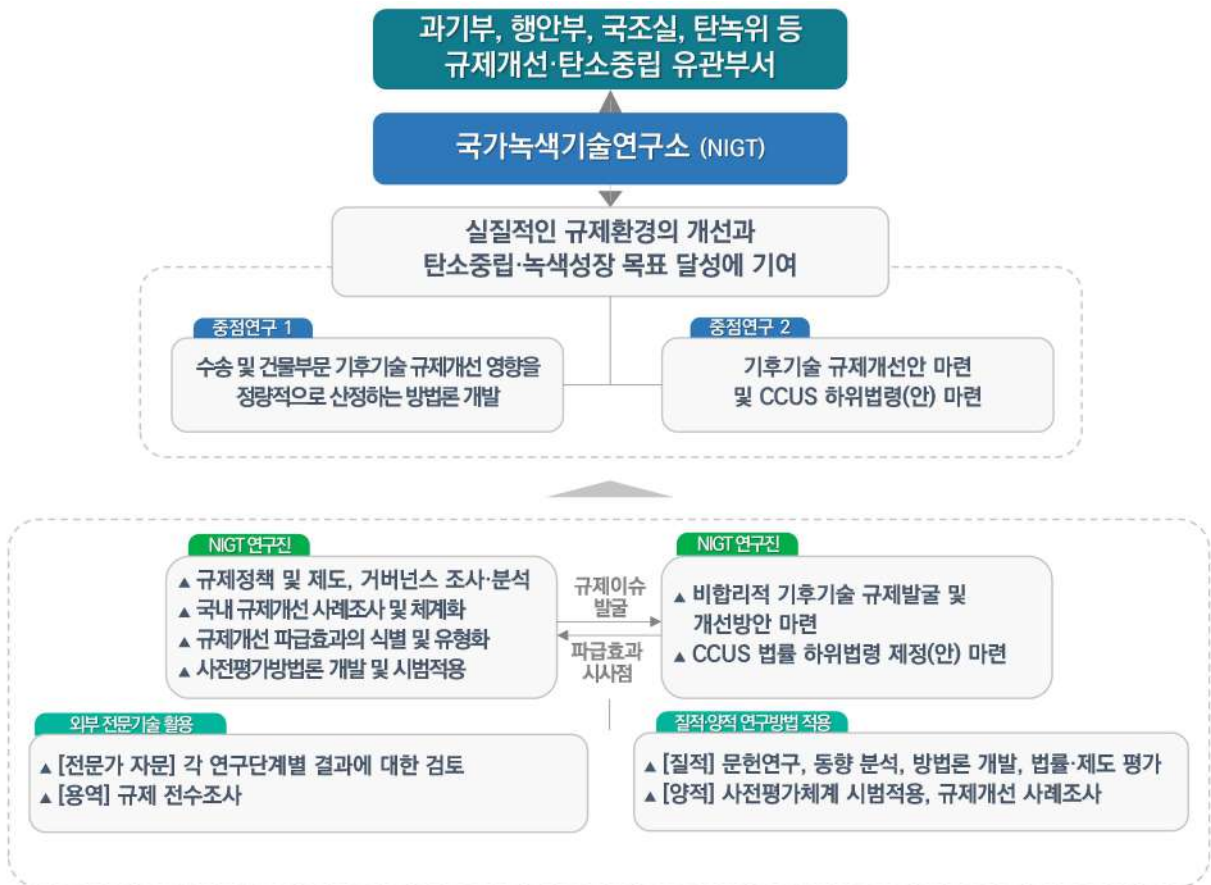 과기부, 행안부, 국조실, 탄녹위 등
규제개선·탄소중립 유관부서
국가녹색기술연구소 (NIGT)
실질적인 규제환경의 개선과
탄소중립·녹색성장 목표 달성에 기여
중점연구 1
수송 및 건물부문 기후기술 규제개선 영향을
정량적으로 산정하는 방법론 개발
중점연구 2
기후기술 규제개선안 마련
및 CCUS 하위법령(안) 마련
NIGT 연구진
▲ 규제정책 및 제도, 거버넌스 조사·분석
▲ 국내 규제개선 사례조사 및 체계화
▲ 규제개선 파급효과의 식별 및 유형화
▲ 사전평가방법론 개발 및 시범적용
규제이슈
발굴
파급효과
시사점
NIGT 연구진
▲ 비합리적 기후기술 규제발굴 및
개선방안 마련
▲ CCUS 법률 하위법령 제정(안) 마련
외부 전문기술 활용
▲ [전문가 자문] 각 연구단계별 결과에 대한 검토
▲ [용역] 규제 전수조사
질적·양적 연구방법 적용
▲ [질적] 문헌연구, 동향 분석, 방법론 개발, 법률·제도 평가
▲ [양적] 사전평가체계 시범적용, 규제개선 사례조사